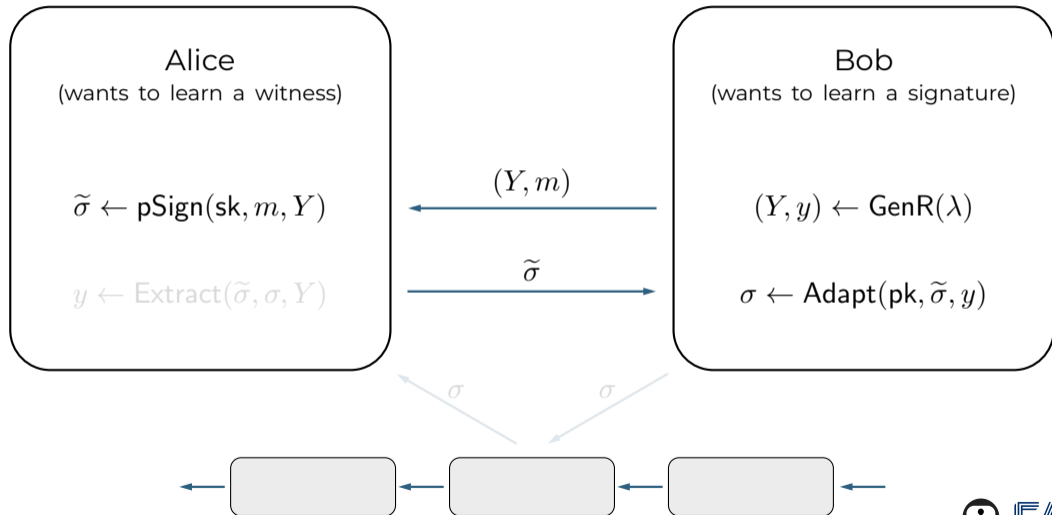 Alice
(wants to learn a witness)
σ̃ ← pSign(sk, m, Y)
y ← Extract(σ̃, σ, Y)
(Y, m)
σ̃
Bob
(wants to learn a signature)
(Y, y) ← GenR(λ)
σ ← Adapt(pk, σ̃, y)
σ
σ